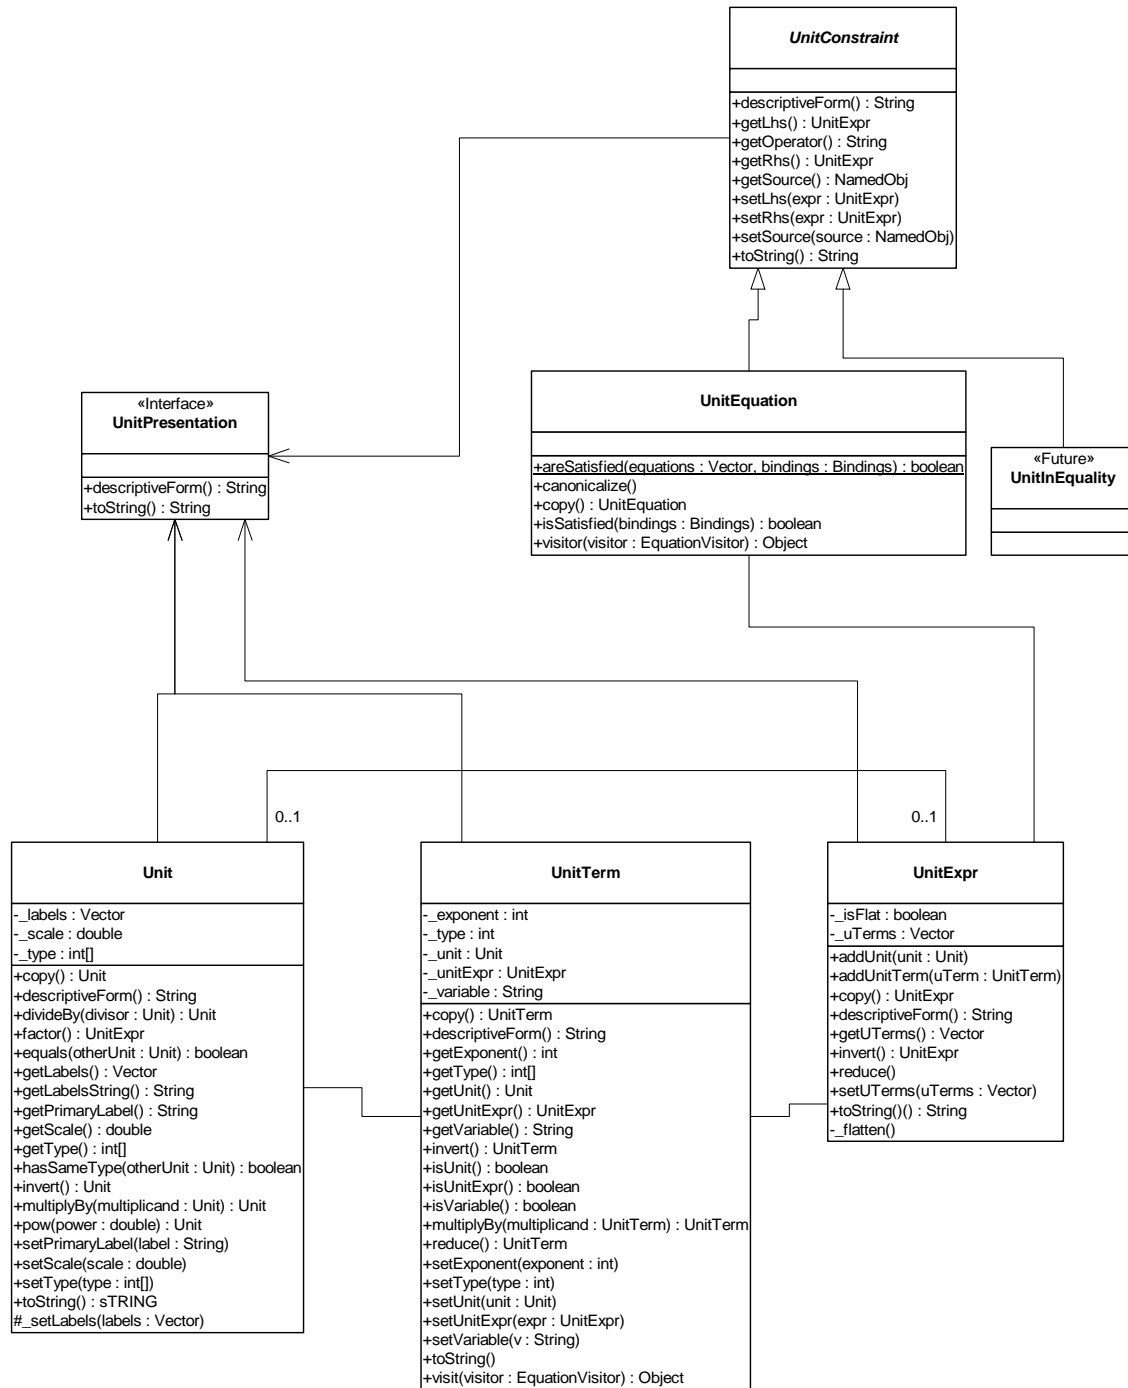 UnitConstraint
+descriptiveForm() : String
+getLhs() : UnitExpr
+getOperator() : String
+getRhs() : UnitExpr
+getSource() : NamedObj
+setLhs(expr : UnitExpr)
+setRhs(expr : UnitExpr)
+setSource(source : NamedObj)
+toString() : String
«Interface»
UnitPresentation
+descriptiveForm() : String
+toString() : String
UnitEquation
+areSatisfied(equations : Vector, bindings : Bindings) : boolean
+canonicalize()
+copy() : UnitEquation
+isSatisfied(bindings : Bindings) : boolean
+visitor(visitor : EquationVisitor) : Object
«Future»
UnitInEquality
0..1
0..1
Unit
-_labels : Vector
-_scale : double
-_type : int[]
+copy() : Unit
+descriptiveForm() : String
+divideBy(divisor : Unit) : Unit
+factor() : UnitExpr
+equals(otherUnit : Unit) : boolean
+getLabels() : Vector
+getLabelsString() : String
+getPrimaryLabel() : String
+getScale() : double
+getType() : int[]
+hasSameType(otherUnit : Unit) : boolean
+invert() : Unit
+multiplyBy(multiplicand : Unit) : Unit
+pow(power : double) : Unit
+setPrimaryLabel(label : String)
+setScale(scale : double)
+setType(type : int[])
+toString() : sTRING
#_setLabels(labels : Vector)
UnitTerm
-_exponent : int
-_type : int
-_unit : Unit
-_unitExpr : UnitExpr
-_variable : String
+copy() : UnitTerm
+descriptiveForm() : String
+getExponent() : int
+getType() : int[]
+getUnit() : Unit
+getUnitExpr() : UnitExpr
+getVariable() : String
+invert() : UnitTerm
+isUnit() : boolean
+isUnitExpr() : boolean
+isVariable() : boolean
+multiplyBy(multiplicand : UnitTerm) : UnitTerm
+reduce() : UnitTerm
+setExponent(exponent : int)
+setType(type : int)
+setUnit(unit : Unit)
+setUnitExpr(expr : UnitExpr)
+setVariable(v : String)
+toString()
+visit(visitor : EquationVisitor) : Object
UnitExpr
-_isFlat : boolean
-_uTerms : Vector
+addUnit(unit : Unit)
+addUnitTerm(uTerm : UnitTerm)
+copy() : UnitExpr
+descriptiveForm() : String
+getUTerms() : Vector
+invert() : UnitExpr
+reduce()
+setUTerms(uTerms : Vector)
+toString()() : String
-_flatten()